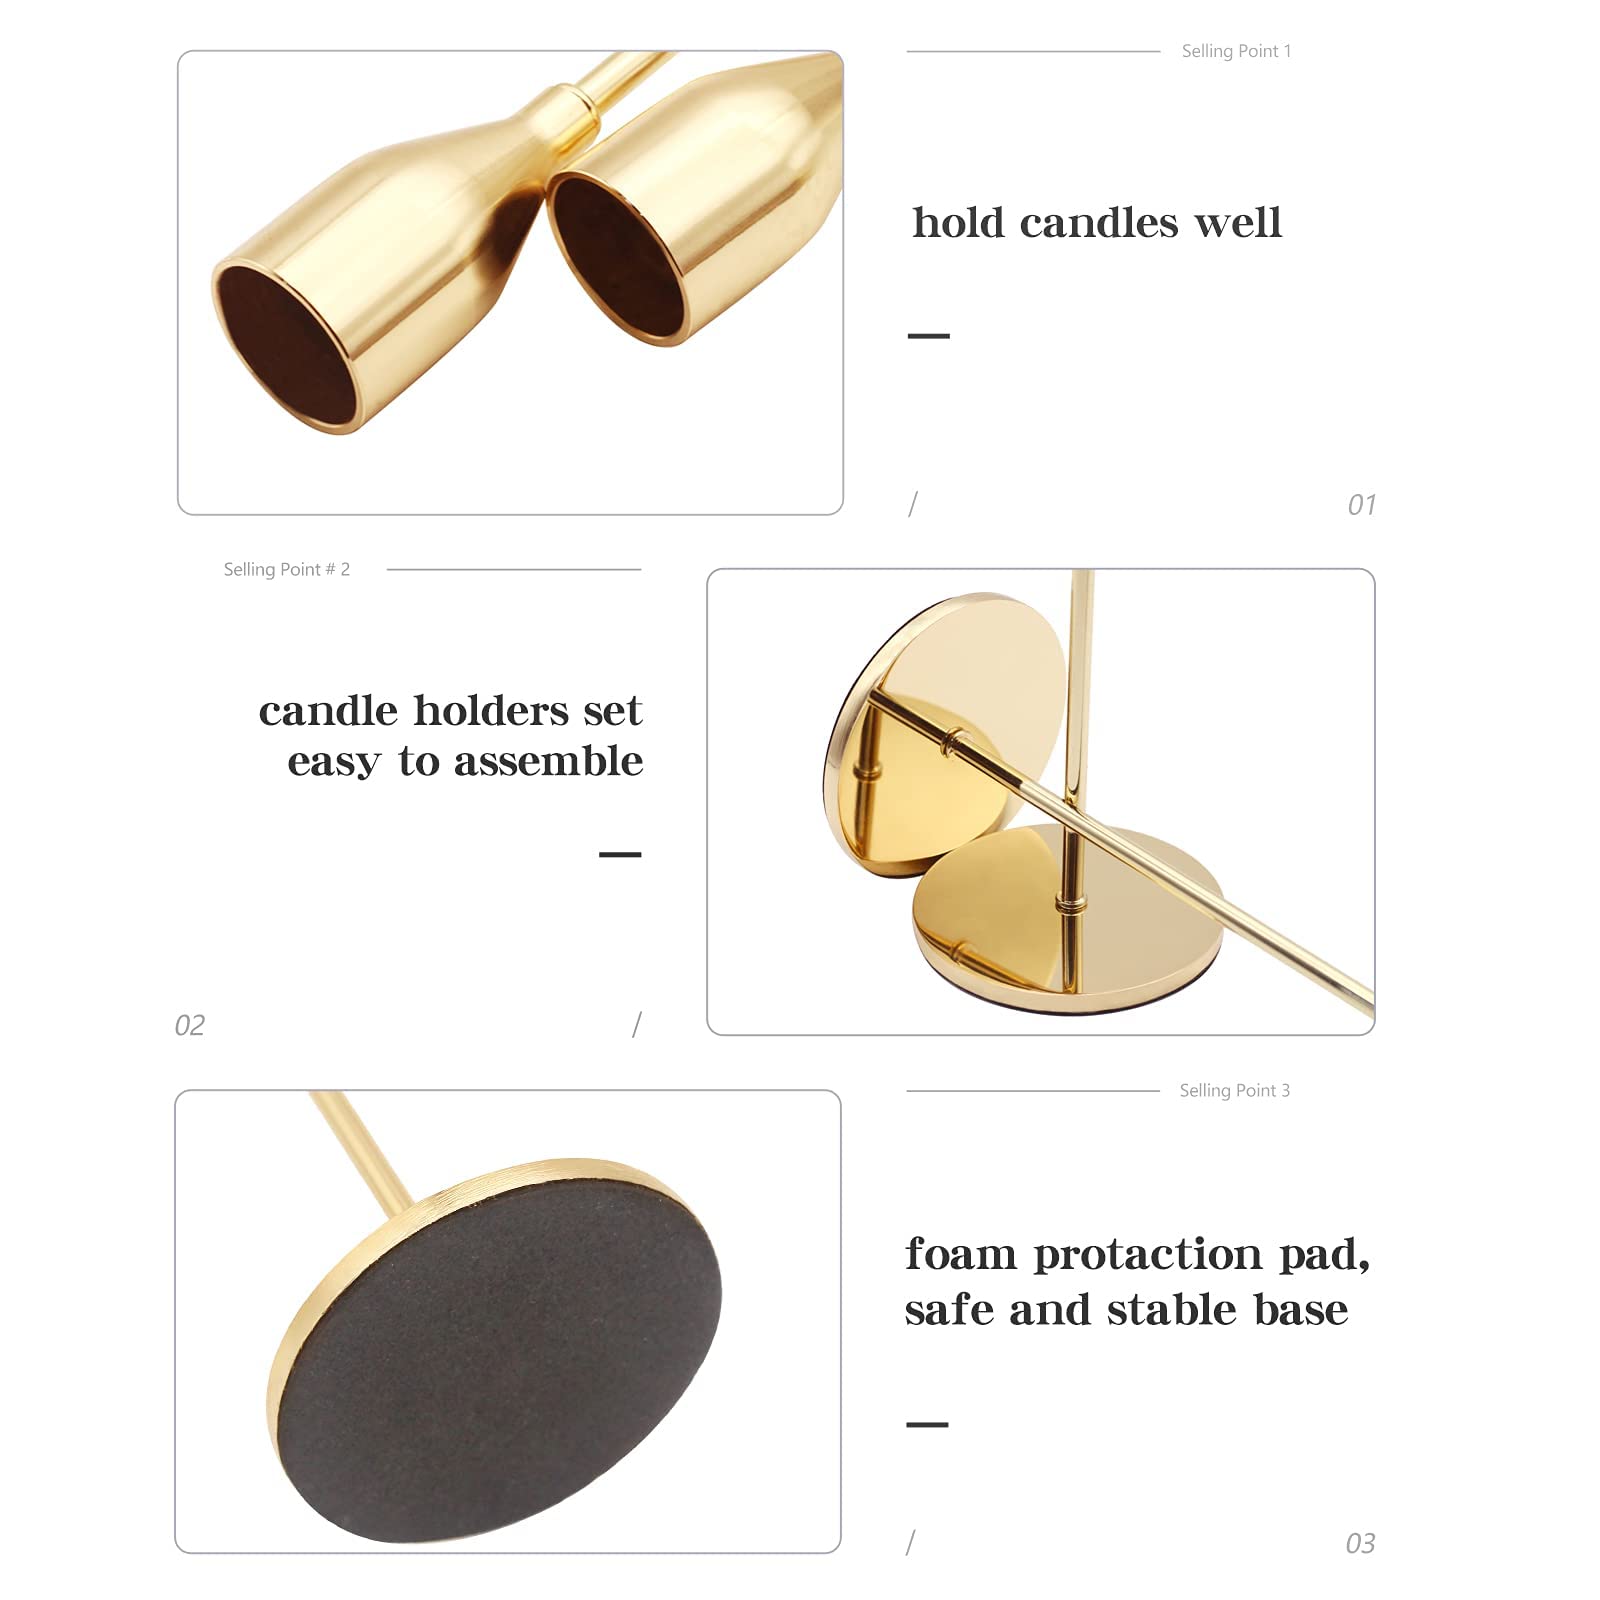 Selling Point 1
hold candles well
/
01
Selling Point # 2
candle holders set
easy to assemble
02
/
Selling Point 3
foam protaction pad,
safe and stable base
/
03